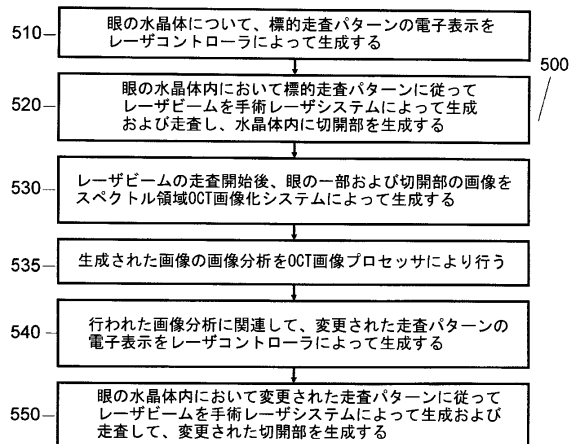 510
眼の水晶体について、標的走査パターンの電子表示を
レーザコントローラによって生成する
500
520
眼の水晶体内において標的走査パターンに従って
レーザビームを手術レーザシステムによって生成
および走査し、水晶体内に切開部を生成する
530
レーザビームの走査開始後、眼の一部および切開部の画像を
スペクトル領域OCT画像化システムによって生成する
535
生成された画像の画像分析をOCT画像プロセッサにより行う
540
行われた画像分析に関連して、変更された走査パターンの
電子表示をレーザコントローラによって生成する
550
眼の水晶体内において変更された走査パターンに従って
レーザビームを手術レーザシステムによって生成および
走査して、変更された切開部を生成する